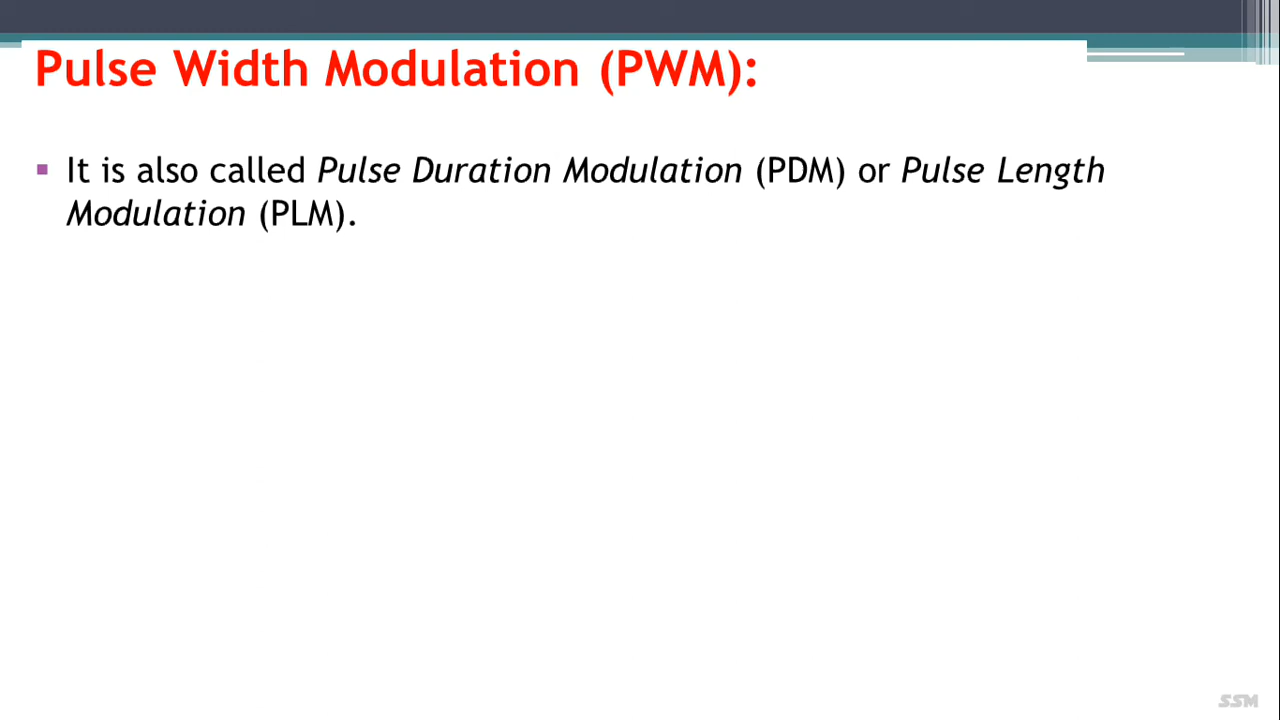 Pulse Width Modulation (PWM):
▪ It is also called Pulse Duration Modulation (PDM) or Pulse Length
Modulation (PLM).
SSM